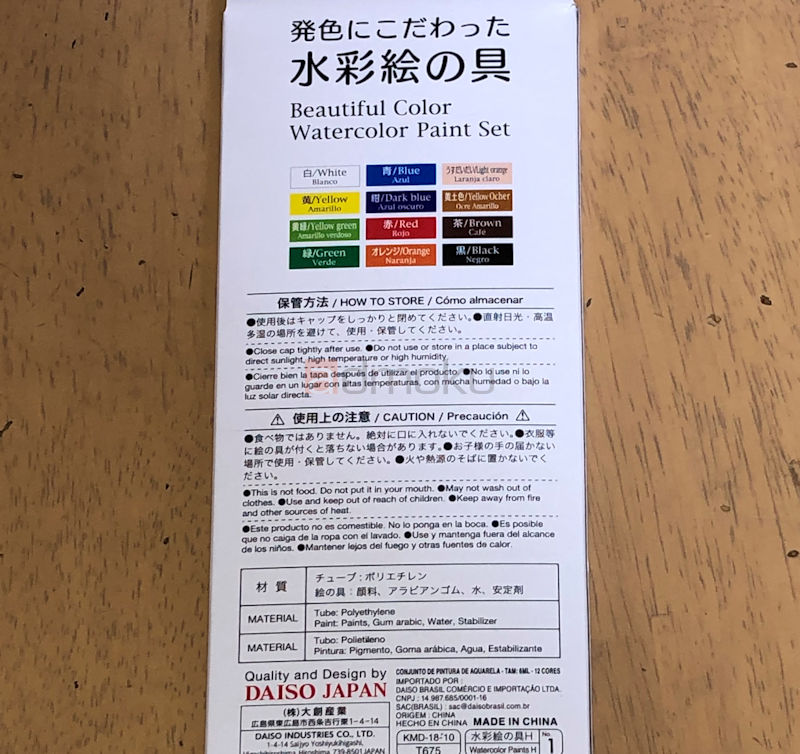 発色にこだわった
水彩絵の具
Beautiful Color
Watercolor Paint Set
白/White
Blanco
青/Blue
Azul
うすだいだい/Light orange
Laranja claro
黄/Yellow
Amarillo
紺/Dark blue
Azul oscuro
黄土色/Yellow Ocher
Ocre Amarillo
黄緑/Yellow green
Amarillo verdoso
赤/Red
Rojo
茶/Brown
Café
緑/Green
Verde
オレンジ/Orange
Naranja
黒/Black
Negro
保管方法 / HOW TO STORE / Cómo almacenar
●使用後はキャップをしっかりと閉めてください。●直射日光・高温
多湿の場所を避けて、使用・保管してください。
●Close cap tightly after use. ●Do not use or store in a place subject to
direct sunlight, high temperature or high humidity.
●Cierre bien la tapa después de utilizar el producto. ●No lo use ni lo
guarde en un lugar con altas temperaturas, con mucha humedad o bajo la
luz solar directa.
⚠ 使用上の注意 / CAUTION / Precaución ⚠
●食べ物ではありません。絶対に口に入れないでください。●衣服等
に絵の具が付くと落ちない場合があります。●お子様の手の届かない
場所で使用・保管してください。●火や熱源のそばに置かないでく
ださい。
●This is not food. Do not put it in your mouth. ●May not wash out of
clothes. ●Use and keep out of reach of children. ●Keep away from fire
and other sources of heat.
●Este producto no es comestible. No lo ponga en la boca. ●Es posible
que no caiga de la ropa con el lavado. ●Use y mantenga fuera del alcance
de los niños. ●Mantener lejos del fuego y otras fuentes de calor.
材 質
チューブ：ポリエチレン
絵の具：顔料、アラビアンゴム、水、安定剤
MATERIAL
Tube: Polyethylene
Paint: Paints, Gum arabic, Water, Stabilizer
MATERIAL
Tubo: Polietileno
Pintura: Pigmento, Goma arábica, Agua, Estabilizante
Quality and Design by
DAISO JAPAN
(株)大創産業
広島県東広島市西条吉行東1-4-14
DAISO INDUSTRIES CO., LTD.
1-4-14 Saijyo Yoshiyukihigashi,
Higashihiroshima, Hiroshima, 739-8501 JAPAN
CONJUNTO DE PINTURA DE AQUARELA - TAM: 6ML - 12 CORES
IMPORTADO POR :
DAISO BRASIL COMÉRCIO E IMPORTAÇÃO LTDA.
CNPJ : 14.987.685/0001-16
SAC(BRASIL) : sac@daisobrasil.com.br
ORIGEM : CHINA
HECHO EN CHINA MADE IN CHINA
KMD-18-'10
T675
水彩絵の具H
Watercolor Paints H
No.
1